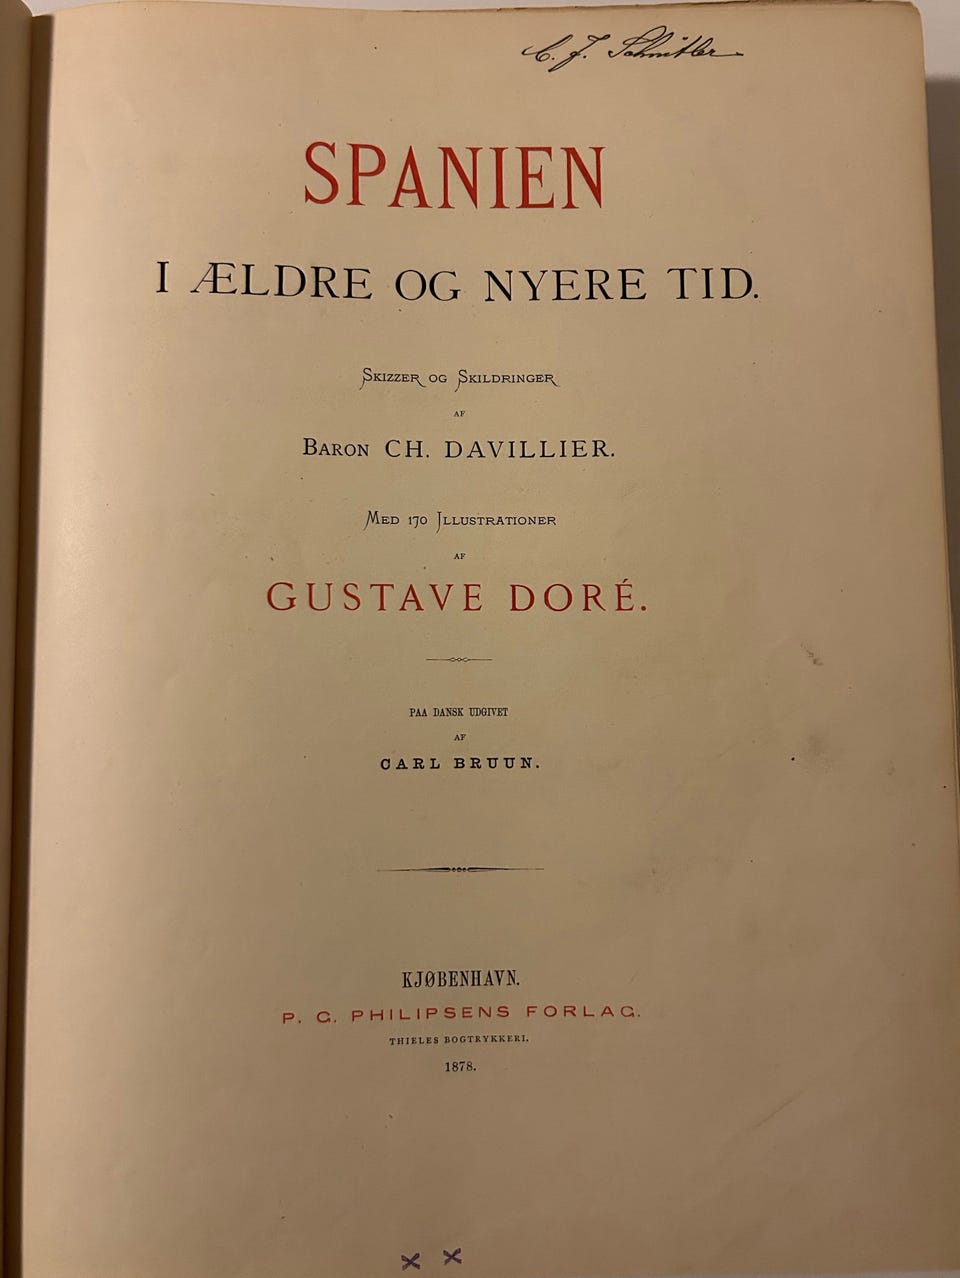 C. J. Schnitler
SPANIEN
I ÆLDRE OG NYERE TID.
SKIZZER OG SKILDRINGER
AF
BARON CH. DAVILLIER.
MED 170 ILLUSTRATIONER
AF
GUSTAVE DORÉ.
PAA DANSK UDGIVET
AF
CARL BRUUN.
KJØBENHAVN.
P. G. PHILIPSENS FORLAG.
THIELES BOGTRYKKERI.
1878.
x x